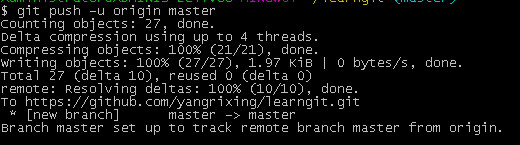 $ git push -u origin master
Counting objects: 27, done.
Delta compression using up to 4 threads.
Compressing objects: 100% (21/21), done.
Writing objects: 100% (27/27), 1.97 KiB | 0 bytes/s, done.
Total 27 (delta 10), reused 0 (delta 0)
remote: Resolving deltas: 100% (10/10), done.
To https://github.com/yangrixing/learngit.git
 * [new branch]      master -> master
Branch master set up to track remote branch master from origin.